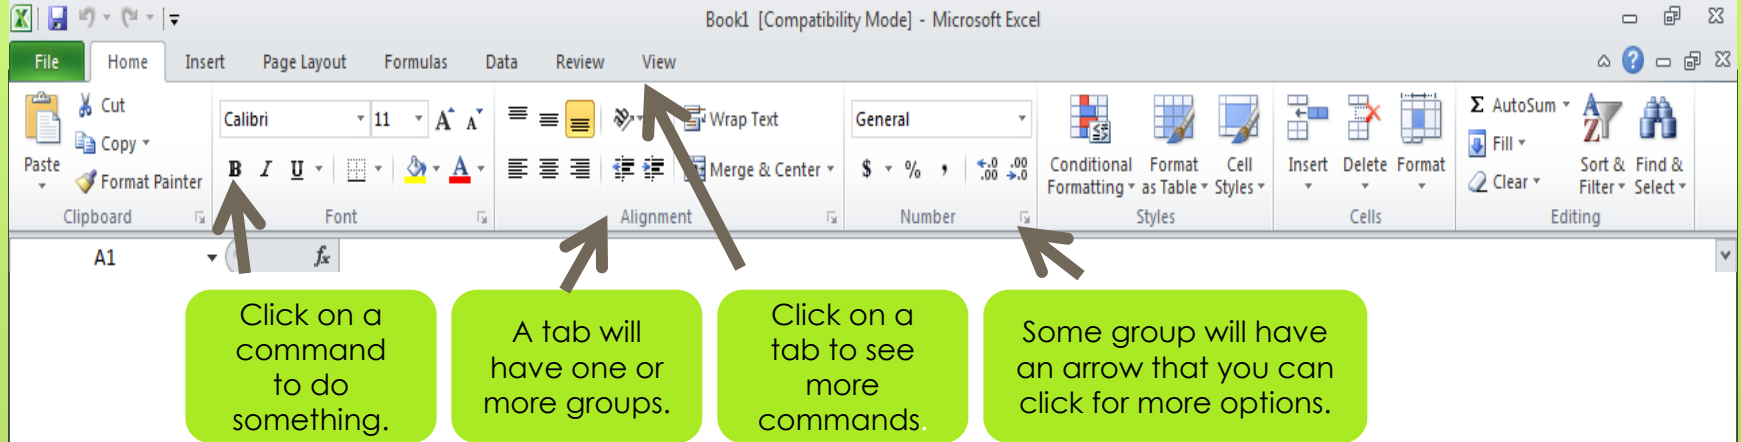 Book1 [Compatibility Mode] - Microsoft Excel
File Home Insert Page Layout Formulas Data Review View
Paste
Cut
Copy
Format Painter
Clipboard
Calibri 11 A A
B I U A
Font
Wrap Text
Merge & Center
Alignment
General
$ % , .0 .00 .00 .0
Number
Conditional Formatting
Format as Table
Cell Styles
Styles
Insert Delete Format
Cells
Σ AutoSum
Fill
Clear
Sort & Filter
Find & Select
Editing
A1 fx
Click on a
command
to do
something.
A tab will
have one or
more groups.
Click on a
tab to see
more
commands.
Some group will have
an arrow that you can
click for more options.